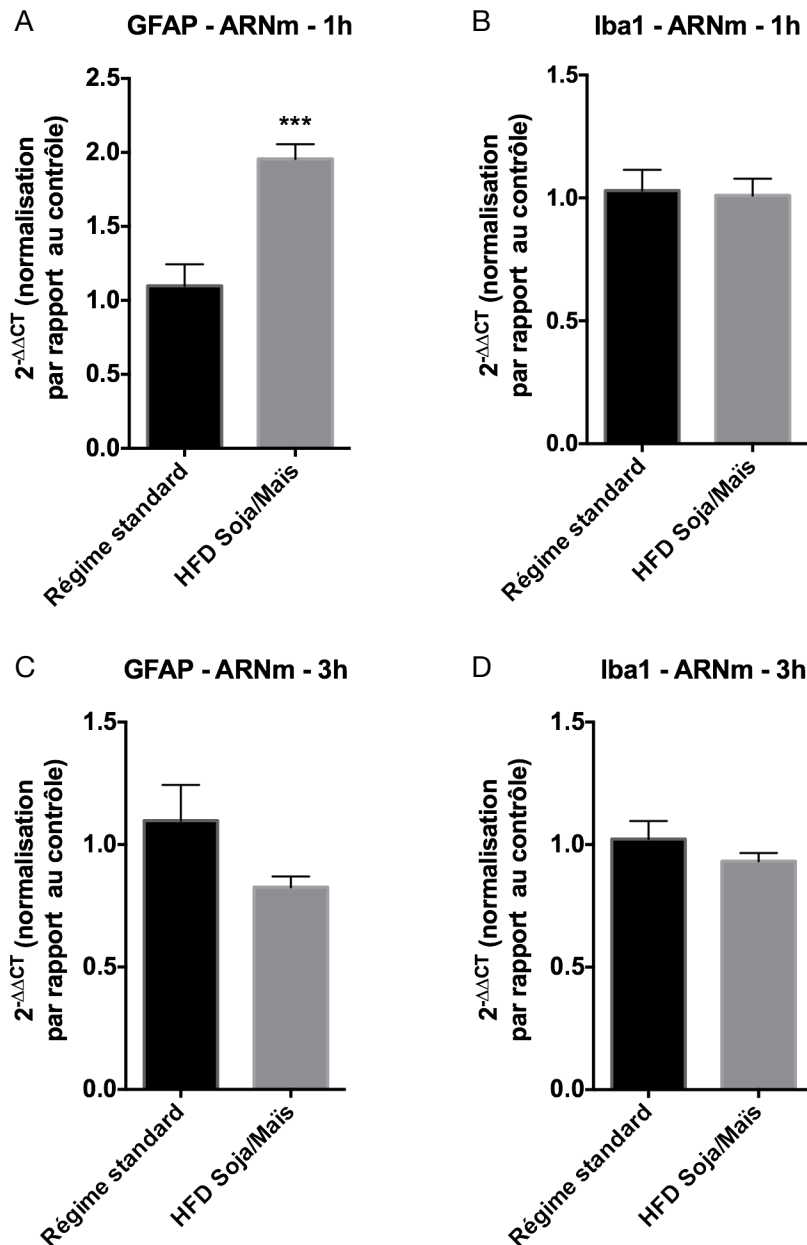 A
GFAP - ARNm - 1h
2-ΔΔCT (normalisation
par rapport au contrôle)
2.5
2.0
1.5
1.0
0.5
0.0
***
Régime standard
HFD Soja/Maïs
B
Iba1 - ARNm - 1h
2-ΔΔCT (normalisation
par rapport au contrôle)
1.5
1.0
0.5
0.0
Régime standard
HFD Soja/Maïs
C
GFAP - ARNm - 3h
2-ΔΔCT (normalisation
par rapport au contrôle)
1.5
1.0
0.5
0.0
Régime standard
HFD Soja/Maïs
D
Iba1 - ARNm - 3h
2-ΔΔCT (normalisation
par rapport au contrôle)
1.5
1.0
0.5
0.0
Régime standard
HFD Soja/Maïs